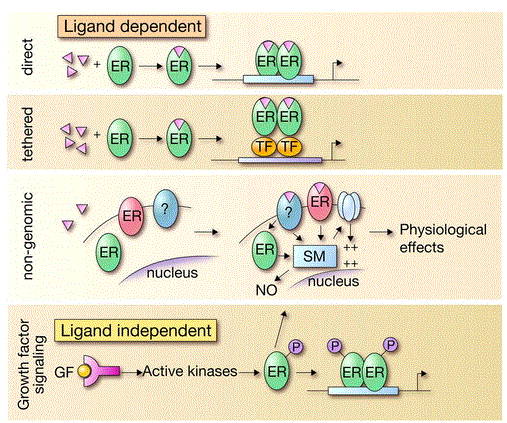 Ligand dependent
direct
+ ER ER ER ER
tethered
+ ER ER ER ER
TF TF
non-genomic
ER ? ER nucleus
? ER ER SM NO nucleus ++
++
Physiological
effects
Growth factor
signaling
Ligand independent
GF Active kinases ER P P P ER ER